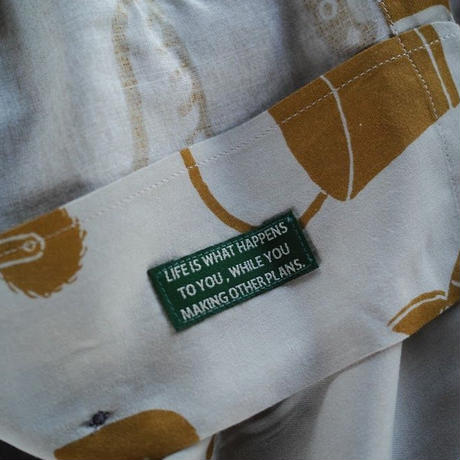 LIFE IS WHAT HAPPENS
TO YOU, WHILE YOU
MAKING OTHER PLANS.